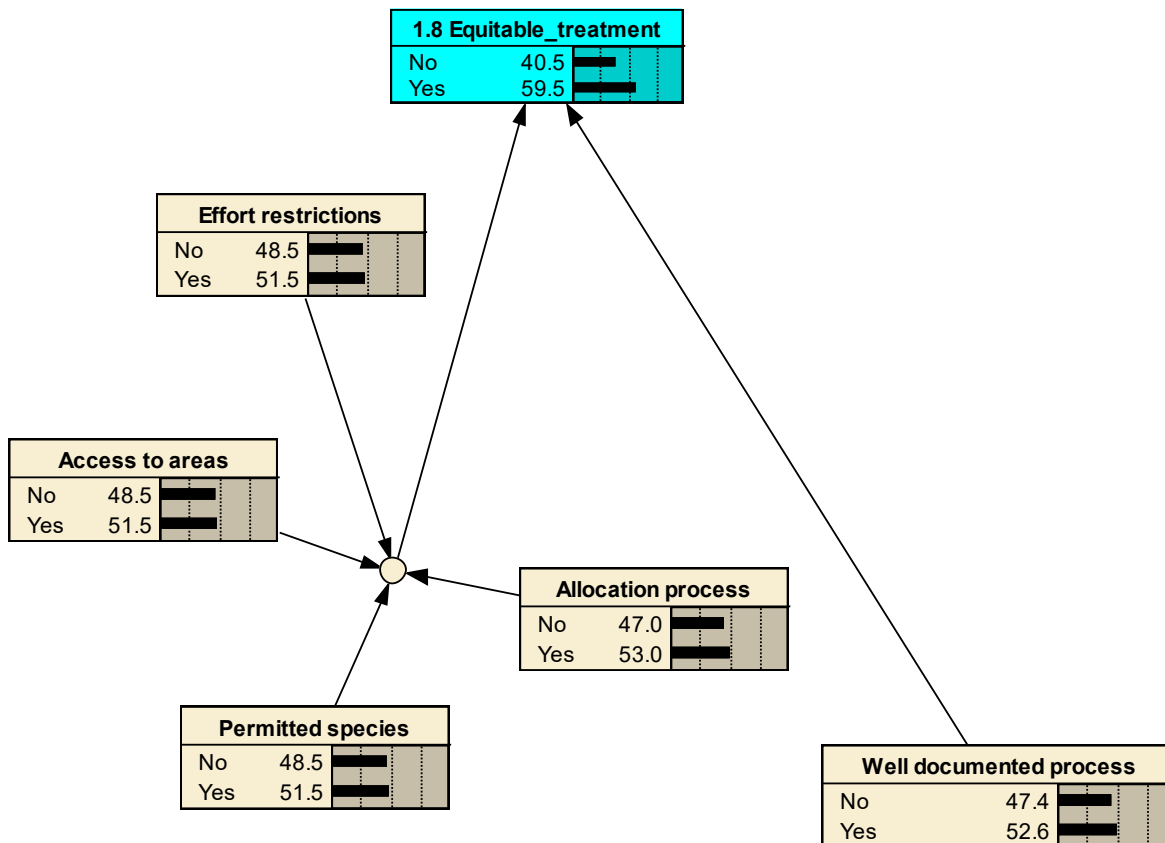 1.8 Equitable_treatment
No 40.5
Yes 59.5
Effort restrictions
No 48.5
Yes 51.5
Access to areas
No 48.5
Yes 51.5
Allocation process
No 47.0
Yes 53.0
Permitted species
No 48.5
Yes 51.5
Well documented process
No 47.4
Yes 52.6